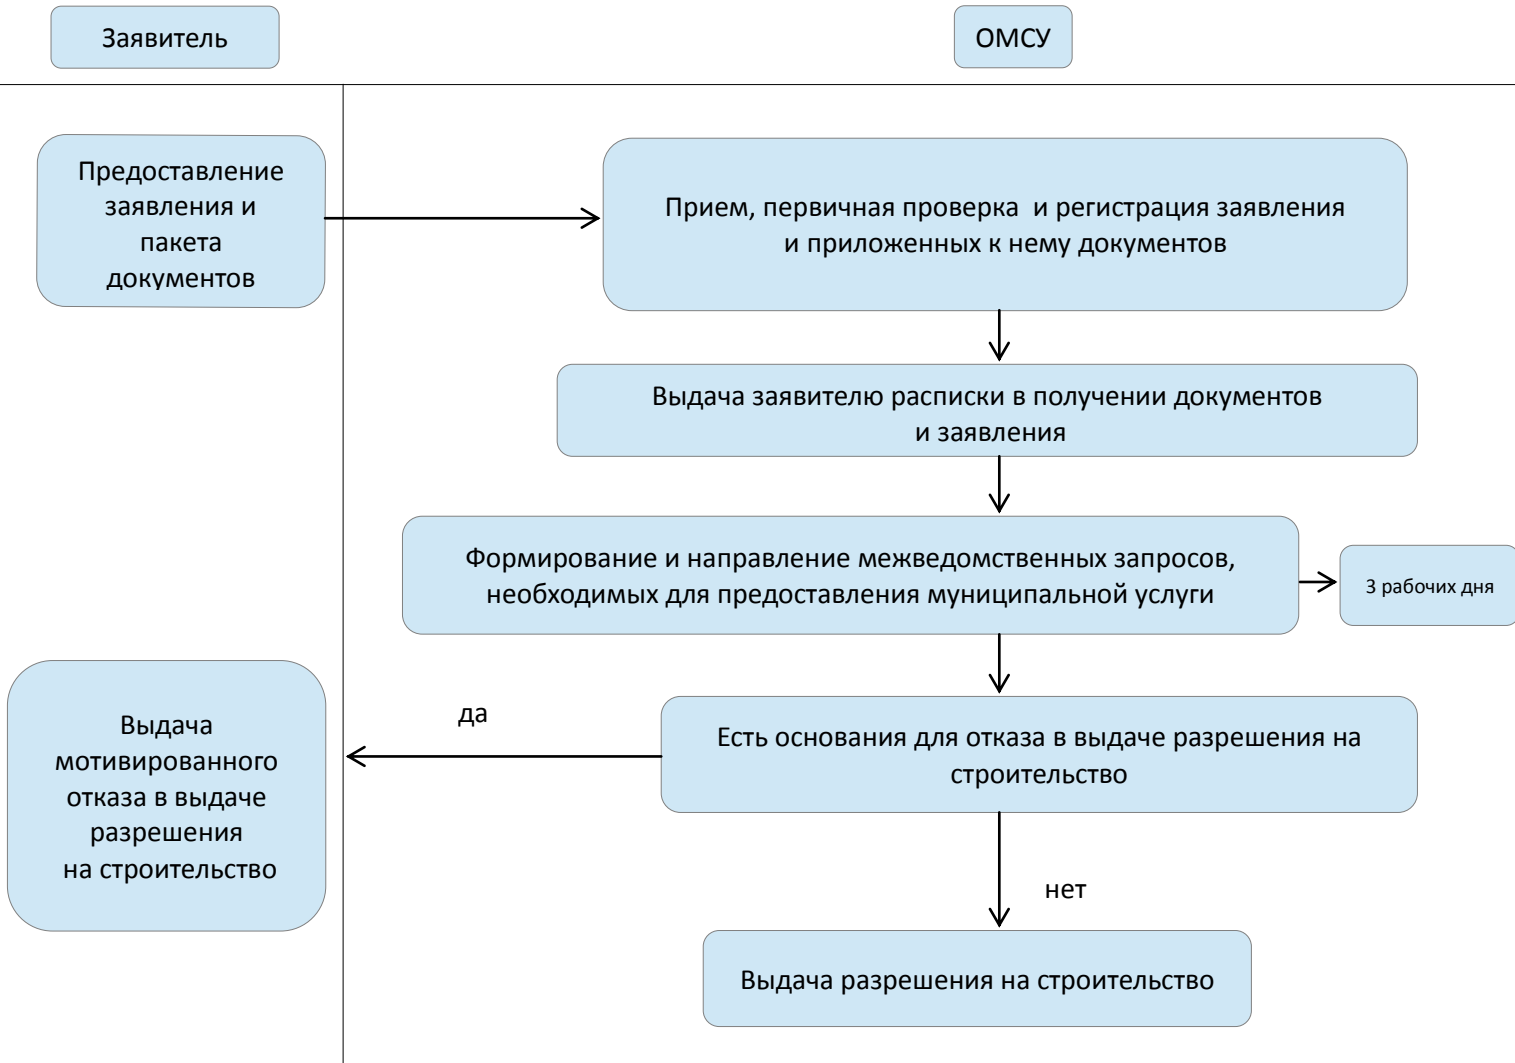 Заявитель
ОМСУ
Предоставление
заявления и
пакета
документов
Прием, первичная проверка  и регистрация заявления
и приложенных к нему документов
Выдача заявителю расписки в получении документов
и заявления
Формирование и направление межведомственных запросов,
необходимых для предоставления муниципальной услуги
3 рабочих дня
Выдача
мотивированного
отказа в выдаче
разрешения
на строительство
да
Есть основания для отказа в выдаче разрешения на
строительство
нет
Выдача разрешения на строительство